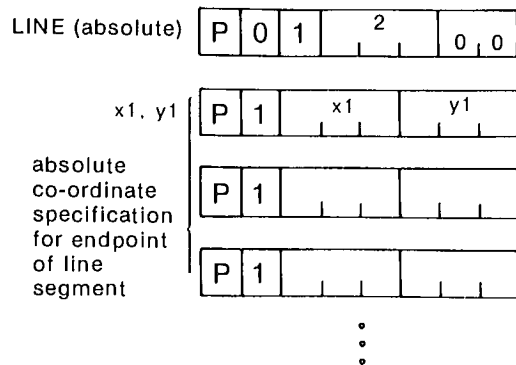 LINE (absolute) P 0 1 2 0 0
x1, y1 P 1 x1 y1
absolute
co-ordinate
specification
for endpoint
of line
segment
P 1
P 1